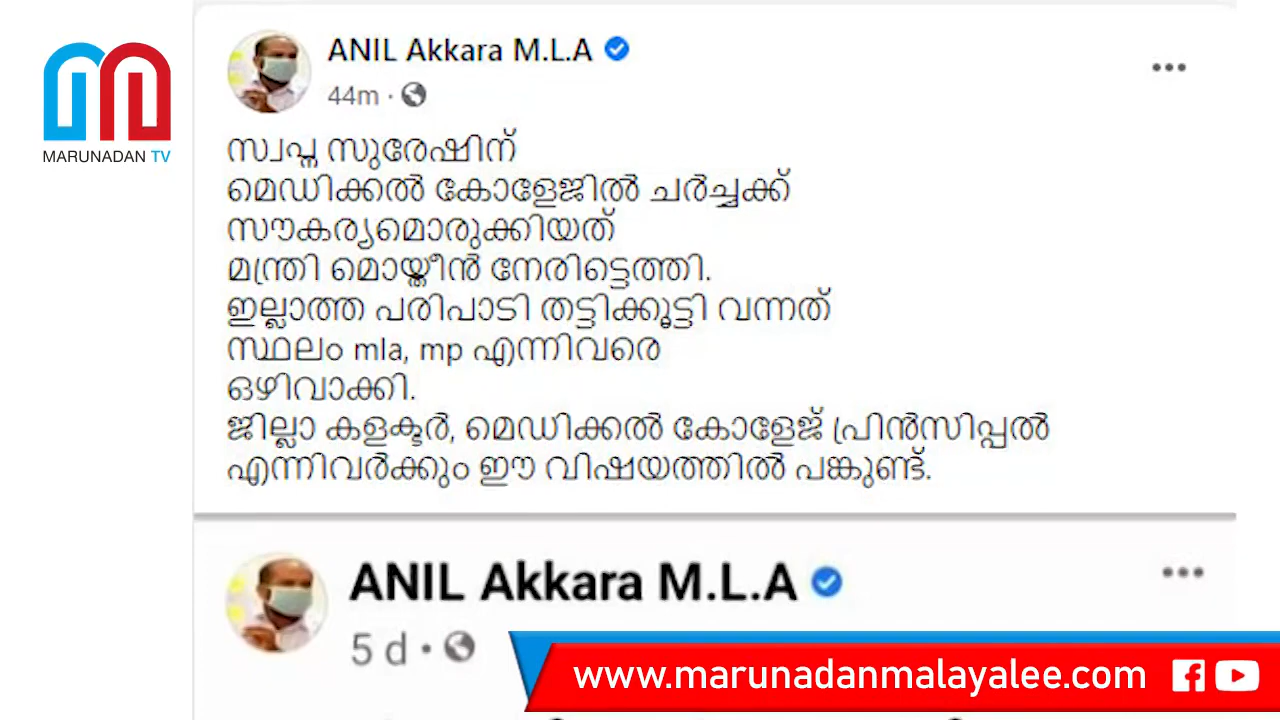 MARUNADAN TV
ANIL Akkara M.L.A
44m ·
സ്വപ്ന സുരേഷിന്
മെഡിക്കൽ കോളേജിൽ ചർച്ചക്ക്
സൗകര്യമൊരുക്കിയത്
മന്ത്രി മൊയ്തീൻ നേരിട്ടെത്തി.
ഇല്ലാത്ത പരിപാടി തട്ടിക്കൂട്ടി വന്നത്
സ്ഥലം mla, mp എന്നിവരെ
ഒഴിവാക്കി.
ജില്ലാ കളക്ടർ, മെഡിക്കൽ കോളേജ് പ്രിൻസിപ്പൽ
എന്നിവർക്കും ഈ വിഷയത്തിൽ പങ്കുണ്ട്.
ANIL Akkara M.L.A
5 d ·
www.marunadanmalayalee.com